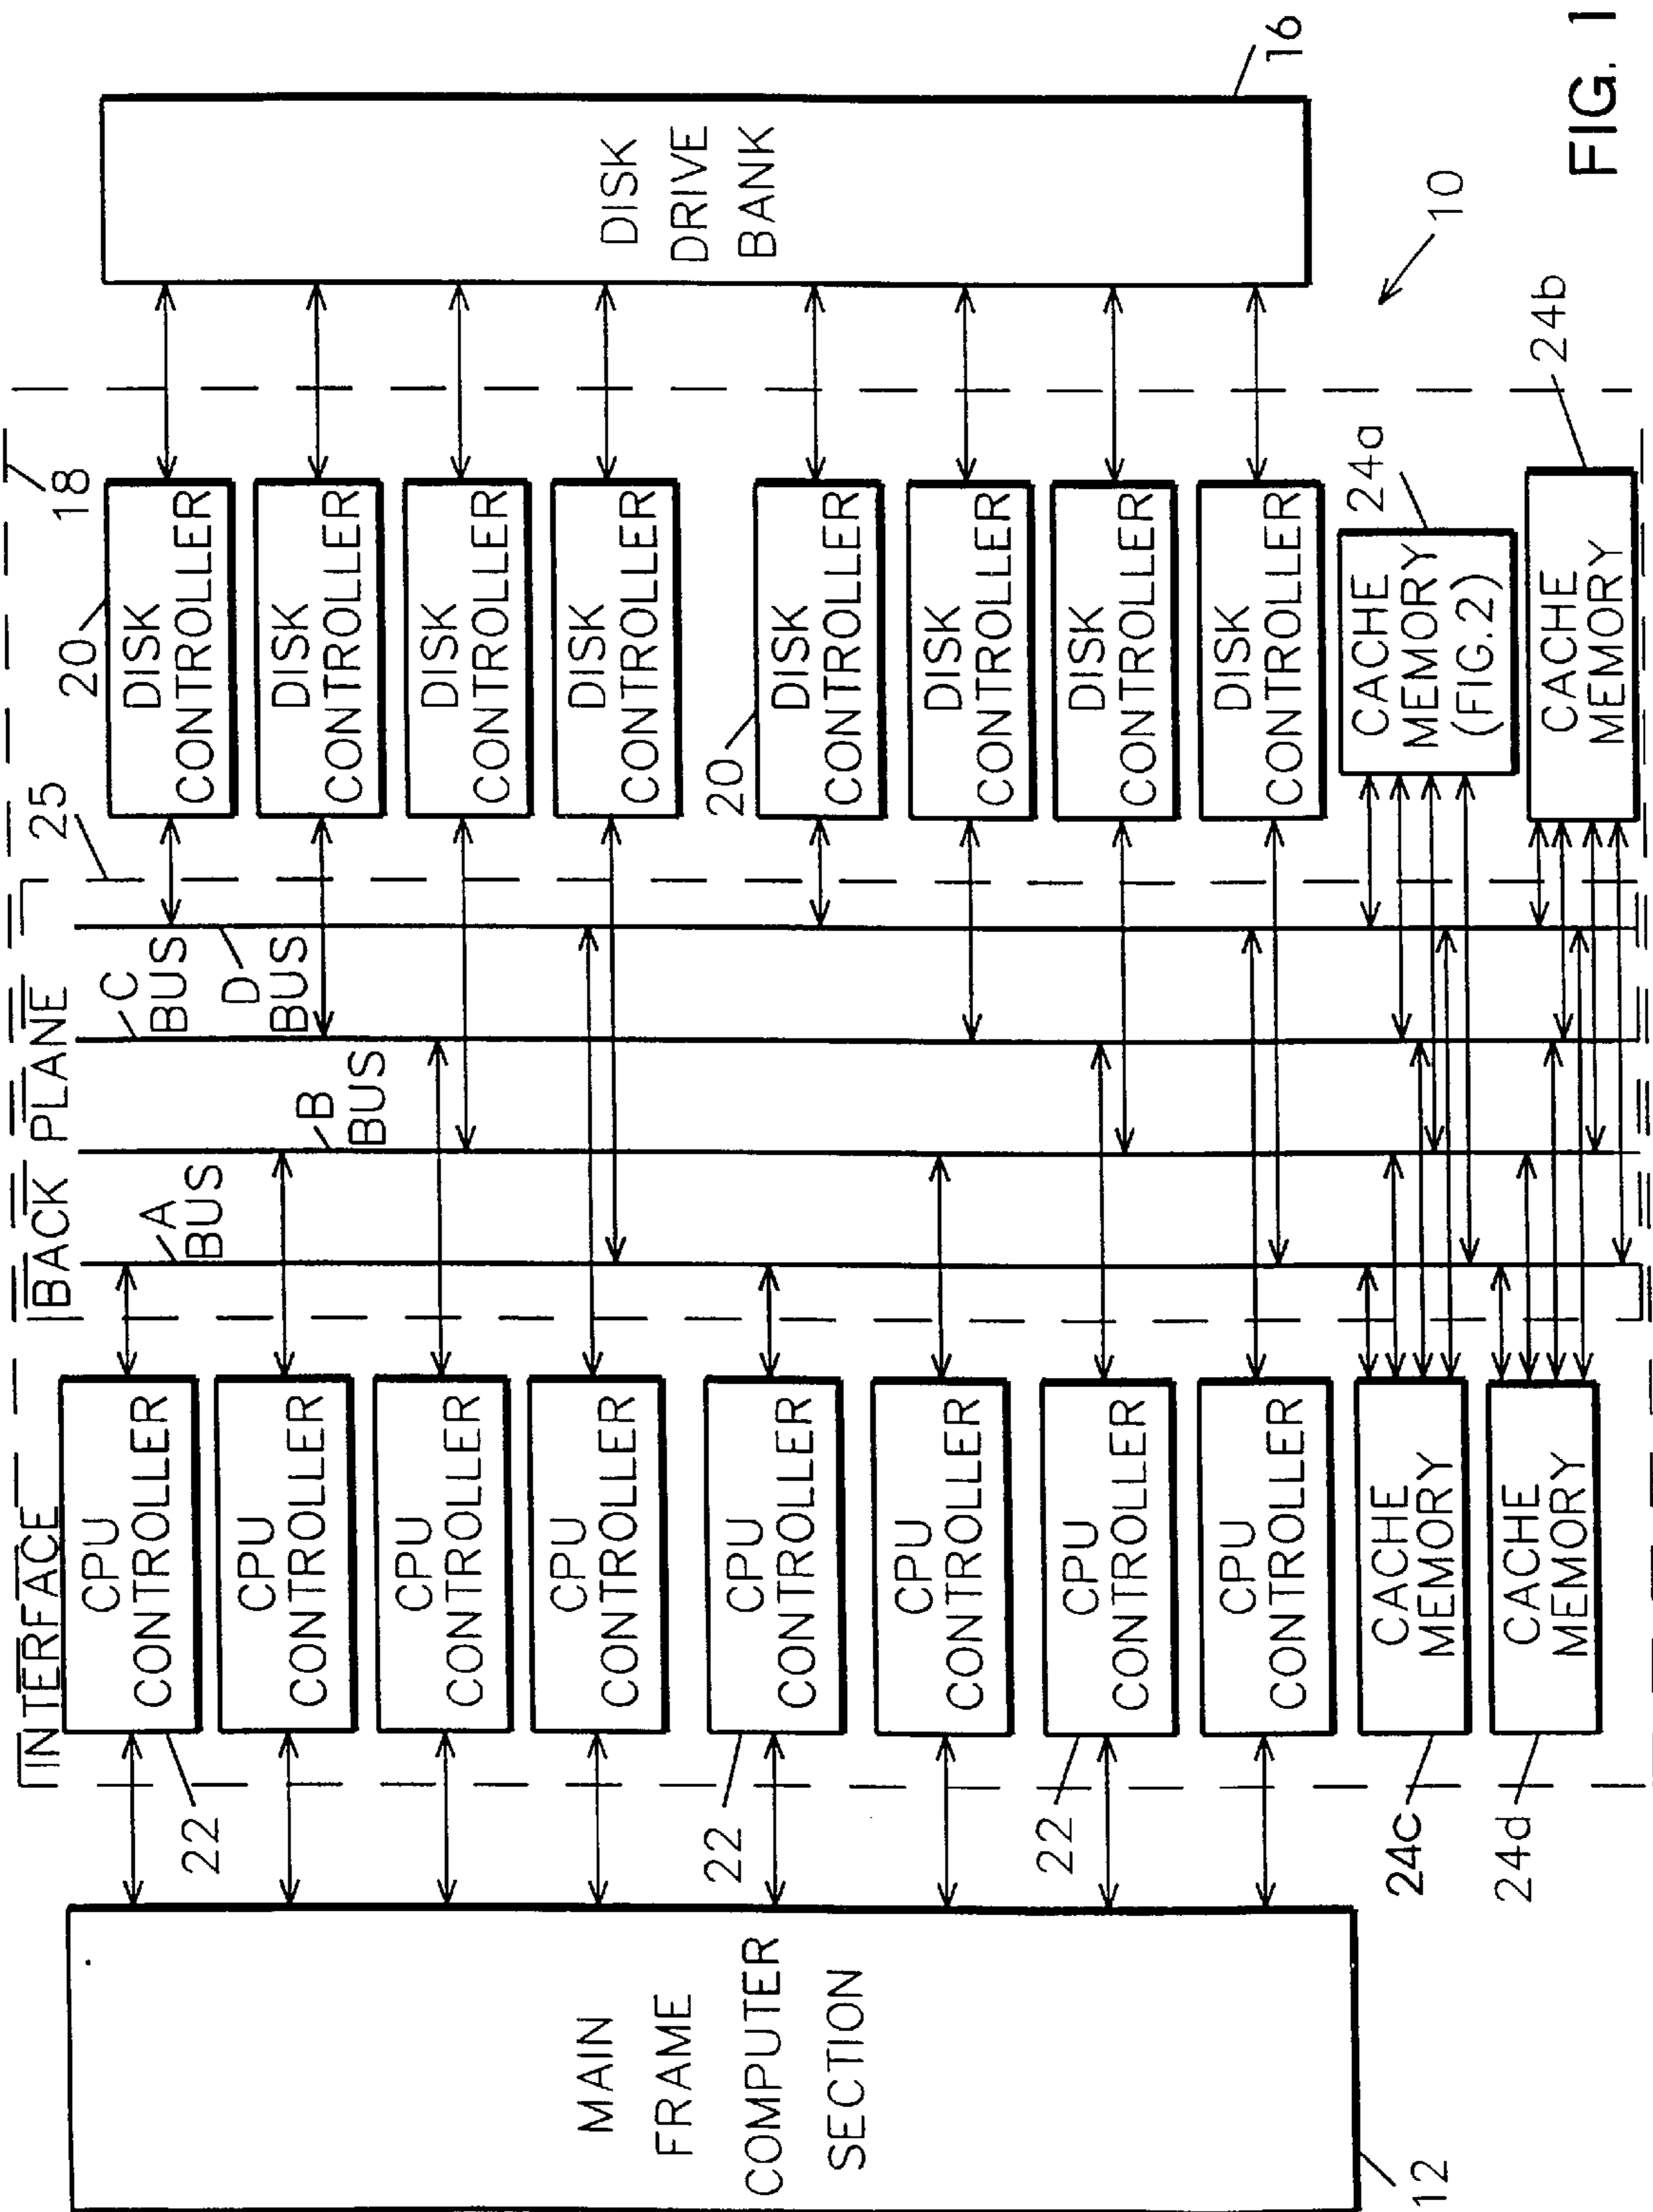 INTERFACE
BACK PLANE
25
18
MAIN
FRAME
COMPUTER
SECTION
12
22
CPU
CONTROLLER
CPU
CONTROLLER
CPU
CONTROLLER
CPU
CONTROLLER
22
CPU
CONTROLLER
CPU
CONTROLLER
22
CPU
CONTROLLER
CPU
CONTROLLER
24c
CACHE
MEMORY
24d
CACHE
MEMORY
A
BUS
B
BUS
C
BUS
D
BUS
20
DISK
CONTROLLER
DISK
CONTROLLER
DISK
CONTROLLER
DISK
CONTROLLER
20
DISK
CONTROLLER
DISK
CONTROLLER
DISK
CONTROLLER
DISK
CONTROLLER
24a
CACHE
MEMORY
(FIG.2)
24b
CACHE
MEMORY
DISK
DRIVE
BANK
16
10
FIG. 1